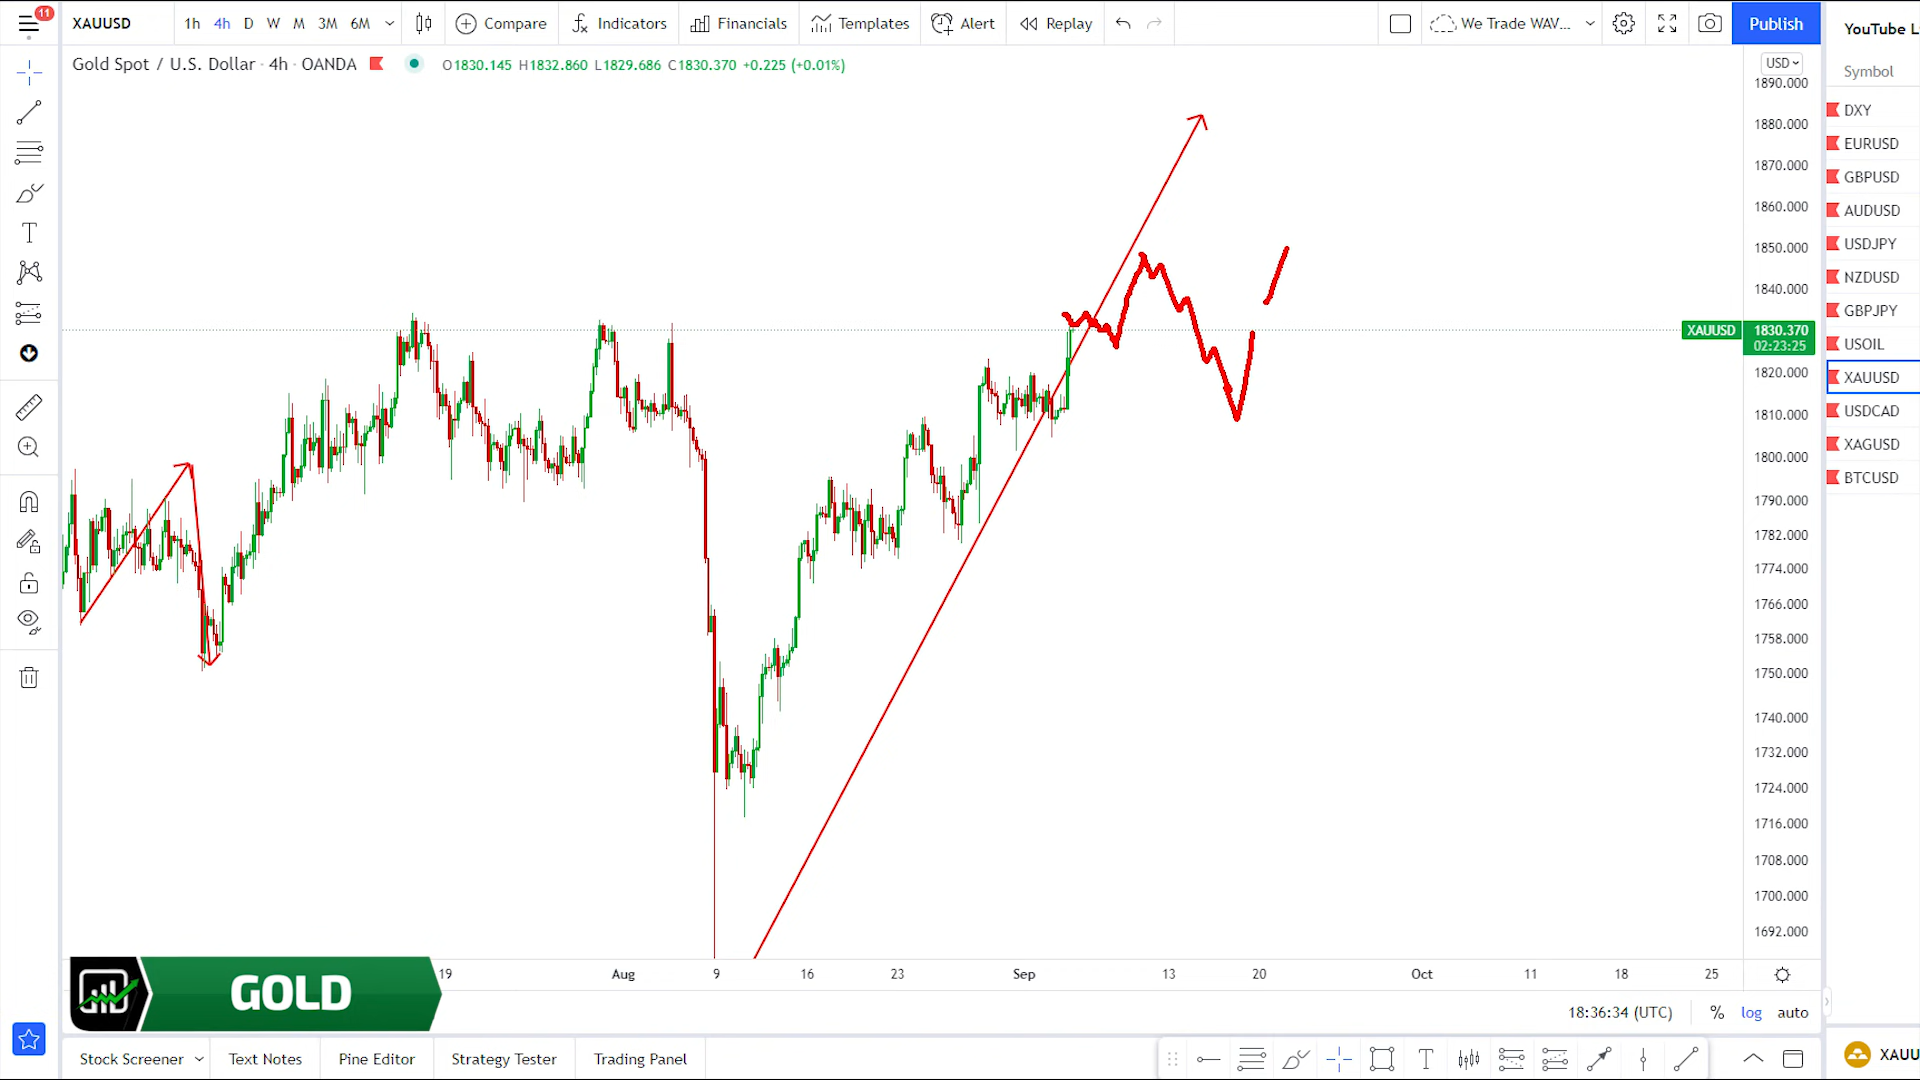 11
XAUUSD
1h 4h D W M 3M 6M Compare Indicators Financials Templates Alert Replay We Trade WAV... Publish
Gold Spot / U.S. Dollar · 4h · OANDA O1830.145 H1832.860 L1829.686 C1830.370 +0.225 (+0.01%)
USD
1890.000
1880.000
1870.000
1860.000
1850.000
1840.000
XAUUSD 1830.370
02:23:25
1820.000
1810.000
1800.000
1790.000
1782.000
1774.000
1766.000
1758.000
1750.000
1740.000
1732.000
1724.000
1716.000
1708.000
1700.000
1692.000
YouTube L
Symbol
DXY
EURUSD
GBPUSD
AUDUSD
USDJPY
NZDUSD
GBPJPY
USOIL
XAUUSD
USDCAD
XAGUSD
BTCUSD
19 Aug 9 16 23 Sep 13 20 Oct 11 18 25
GOLD
18:36:34 (UTC) % log auto
Stock Screener Text Notes Pine Editor Strategy Tester Trading Panel
XAUU